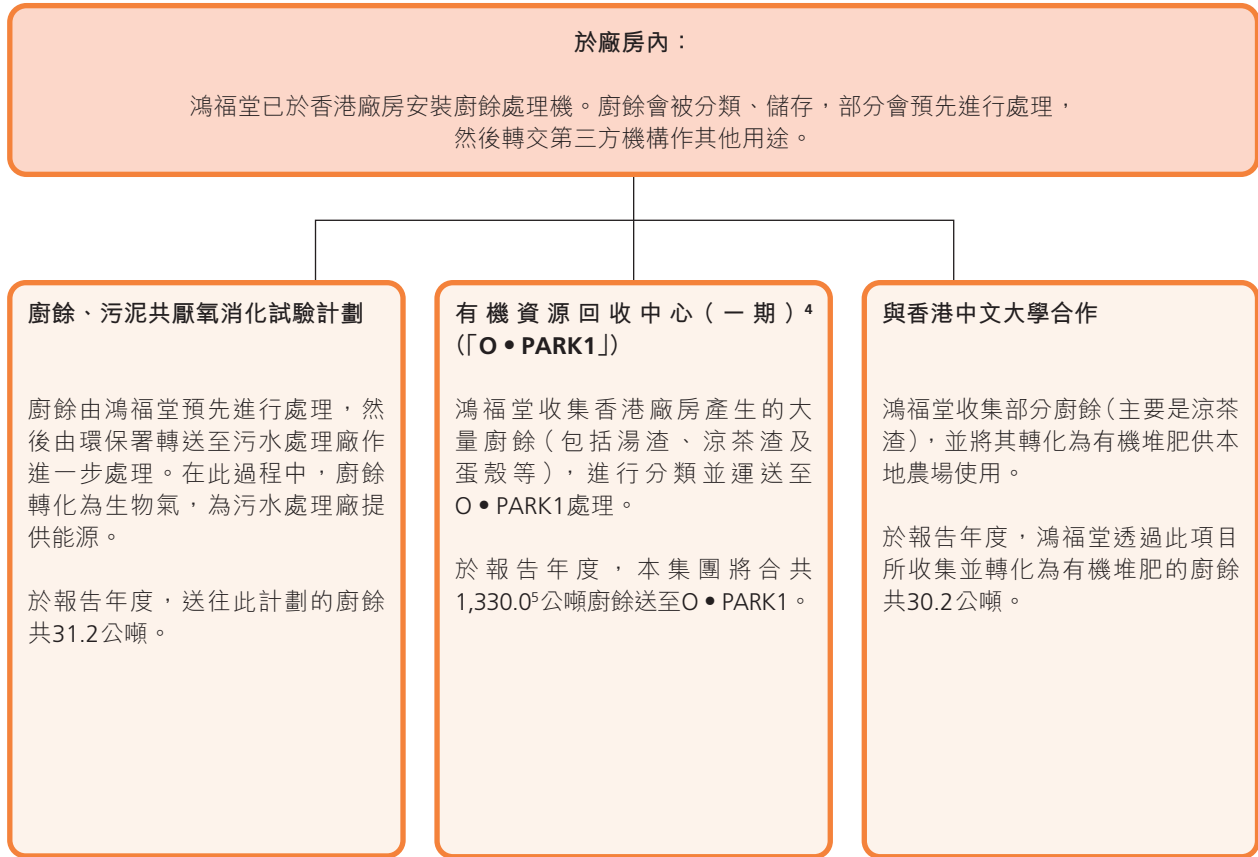 於廠房內：
鴻福堂已於香港廠房安裝廚餘處理機。廚餘會被分類、儲存，部分會預先進行處理，
然後轉交第三方機構作其他用途。
廚餘、污泥共厭氧消化試驗計劃
廚餘由鴻福堂預先進行處理，然
後由環保署轉送至污水處理廠作
進一步處理。在此過程中，廚餘
轉化為生物氣，為污水處理廠提
供能源。
於報告年度，送往此計劃的廚餘
共31.2公噸。
有機資源回收中心（一期）⁴
（「O • PARK1」）
鴻福堂收集香港廠房產生的大
量廚餘（包括湯渣、涼茶渣及
蛋殼等），進行分類並運送至
O • PARK1處理。
於報告年度，本集團將合共
1,330.0⁵公噸廚餘送至O • PARK1。
與香港中文大學合作
鴻福堂收集部分廚餘（主要是涼茶
渣），並將其轉化為有機堆肥供本
地農場使用。
於報告年度，鴻福堂透過此項目
所收集並轉化為有機堆肥的廚餘
共30.2公噸。